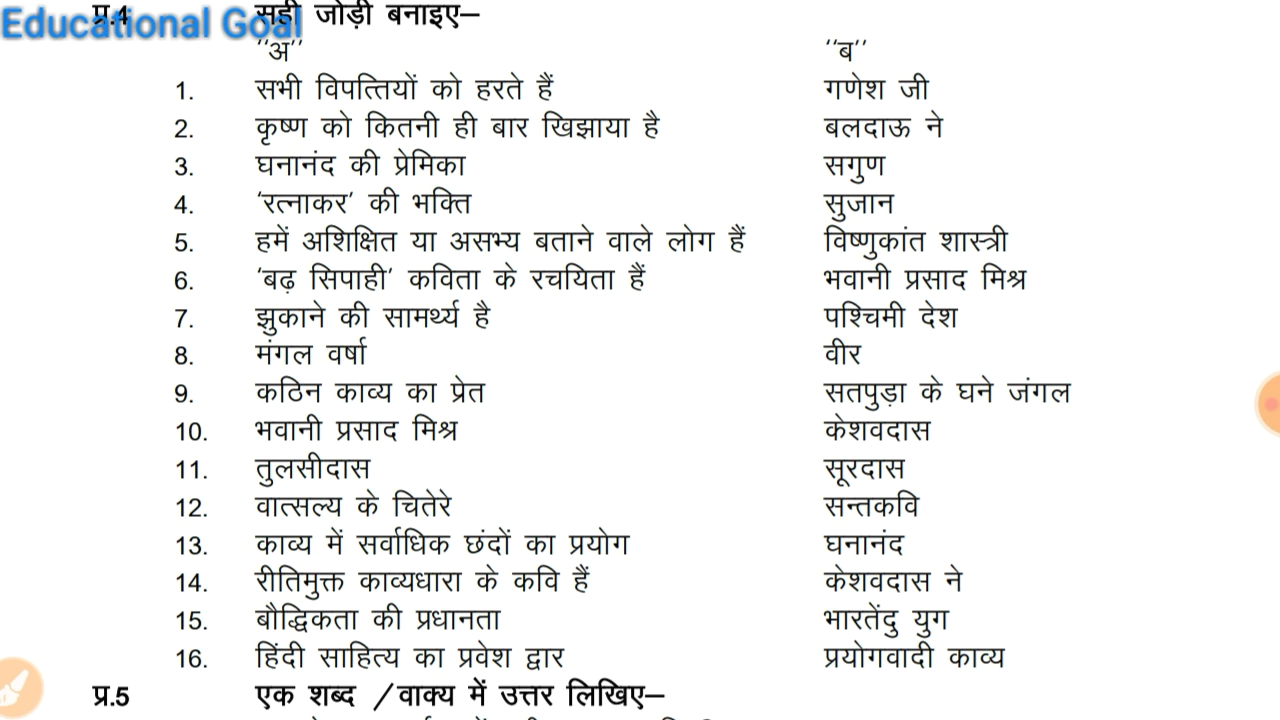 Educational Goal
प्र.4 सही जोड़ी बनाइए–
''अ'' ''ब''
1. सभी विपत्तियों को हरते हैं गणेश जी
2. कृष्ण को कितनी ही बार खिझाया है बलदाऊ ने
3. घनानंद की प्रेमिका सगुण
4. 'रत्नाकर' की भक्ति सुजान
5. हमें अशिक्षित या असभ्य बताने वाले लोग हैं विष्णुकांत शास्त्री
6. 'बढ़ सिपाही' कविता के रचयिता हैं भवानी प्रसाद मिश्र
7. झुकाने की सामर्थ्य है पश्चिमी देश
8. मंगल वर्षा वीर
9. कठिन काव्य का प्रेत सतपुड़ा के घने जंगल
10. भवानी प्रसाद मिश्र केशवदास
11. तुलसीदास सूरदास
12. वात्सल्य के चितेरे सन्तकवि
13. काव्य में सर्वाधिक छंदों का प्रयोग घनानंद
14. रीतिमुक्त काव्यधारा के कवि हैं केशवदास ने
15. बौद्धिकता की प्रधानता भारतेंदु युग
16. हिंदी साहित्य का प्रवेश द्वार प्रयोगवादी काव्य
प्र.5 एक शब्द / वाक्य में उत्तर लिखिए–